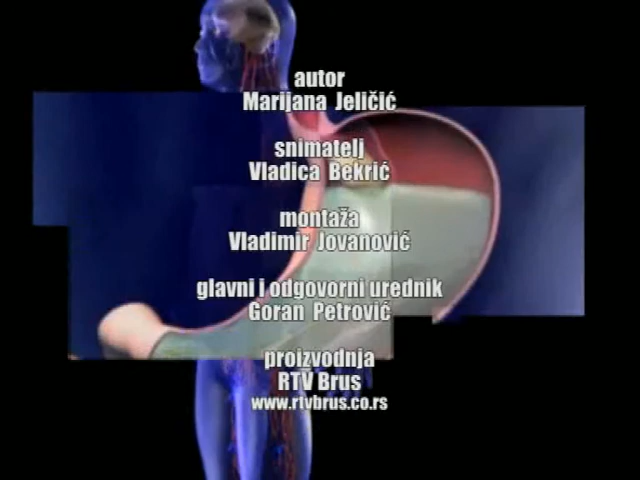 autor
Marijana Jeličić
snimatelj
Vladica Bekrić
montaža
Vladimir Jovanović
glavni i odgovorni urednik
Goran Petrović
proizvodnja
RTV Brus
www.rtvbrus.co.rs